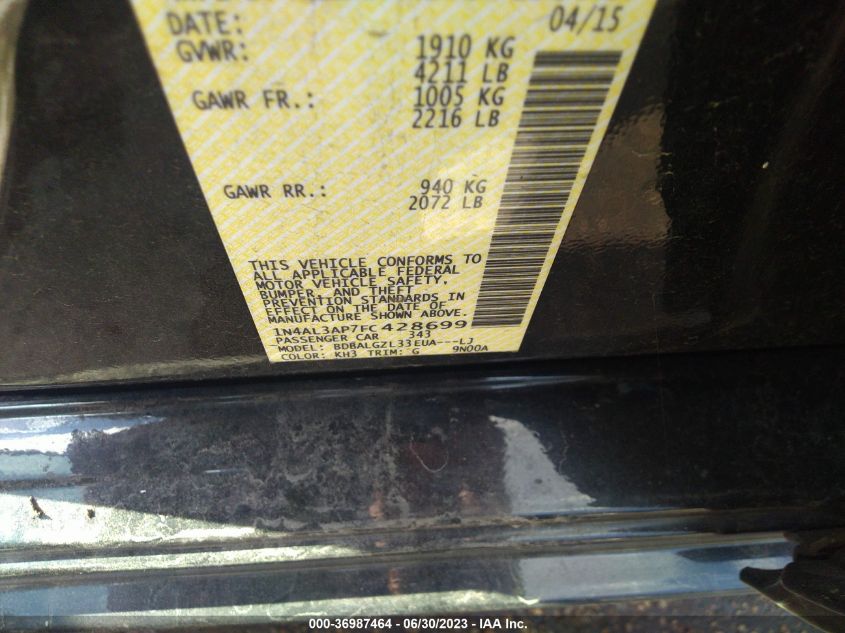 DATE: 04/15
GVWR: 1910 KG
4211 LB
GAWR FR.: 1005 KG
2216 LB
GAWR RR.: 940 KG
2072 LB
THIS VEHICLE CONFORMS TO
ALL APPLICABLE FEDERAL
MOTOR VEHICLE SAFETY,
BUMPER, AND THEFT
PREVENTION STANDARDS IN
EFFECT ON THE DATE OF
MANUFACTURE SHOWN ABOVE.
1N4AL3AP7FC428699
PASSENGER CAR 343
MODEL: BDBALGZL33EUA---LJ
COLOR: KH3 TRIM: G 9N00A
000-36987464 - 06/30/2023 - IAA Inc.